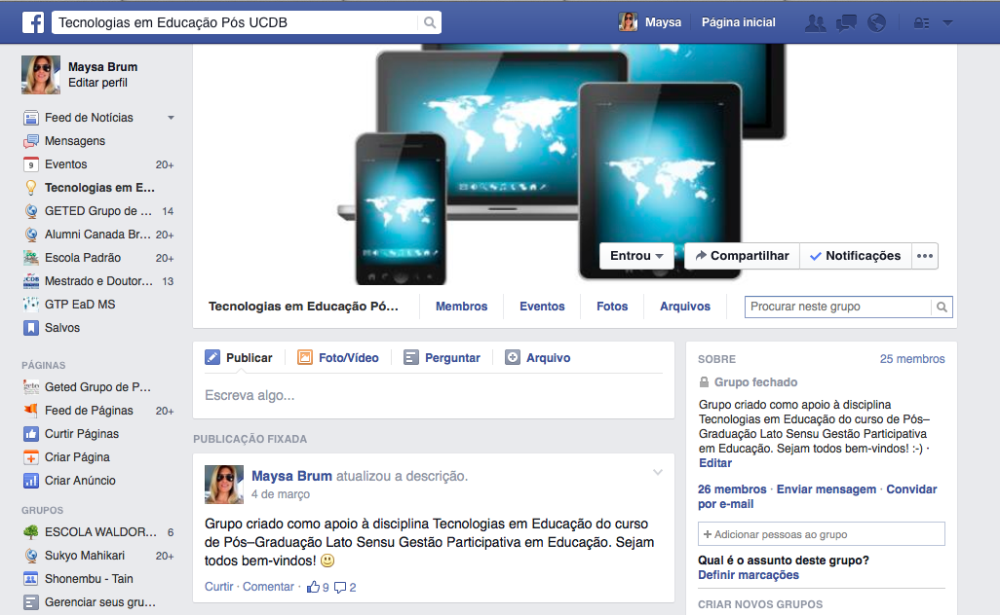 Tecnologias em Educação Pós UCDB
Maysa
Página inicial
Maysa Brum
Editar perfil
Feed de Notícias
Mensagens
9 Eventos 20+
Tecnologias em E...
GETED Grupo de ... 14
Alumni Canada Br... 20+
Escola Padrão 20+
Mestrado e Doutor... 13
GTP EaD MS
Salvos
PÁGINAS
Geted Grupo de P...
Feed de Páginas 20+
Curtir Páginas
Criar Página
Criar Anúncio
GRUPOS
ESCOLA WALDOR... 6
Sukyo Mahikari 20+
Shonembu - Tain
Gerenciar seus gru...
Entrou
Compartilhar
Notificações
Tecnologias em Educação Pó...
Membros
Eventos
Fotos
Arquivos
Procurar neste grupo
Publicar
Foto/Vídeo
Perguntar
Arquivo
Escreva algo...
PUBLICAÇÃO FIXADA
Maysa Brum atualizou a descrição.
4 de março
Grupo criado como apoio à disciplina Tecnologias em Educação do curso
de Pós–Graduação Lato Sensu Gestão Participativa em Educação. Sejam
todos bem-vindos!
Curtir · Comentar · 9 2
SOBRE 25 membros
Grupo fechado
Grupo criado como apoio à disciplina
Tecnologias em Educação do curso de Pós–
Graduação Lato Sensu Gestão Participativa
em Educação. Sejam todos bem-vindos! :-) ·
Editar
26 membros · Enviar mensagem · Convidar
por e-mail
+ Adicionar pessoas ao grupo
Qual é o assunto deste grupo?
Definir marcações
CRIAR NOVOS GRUPOS